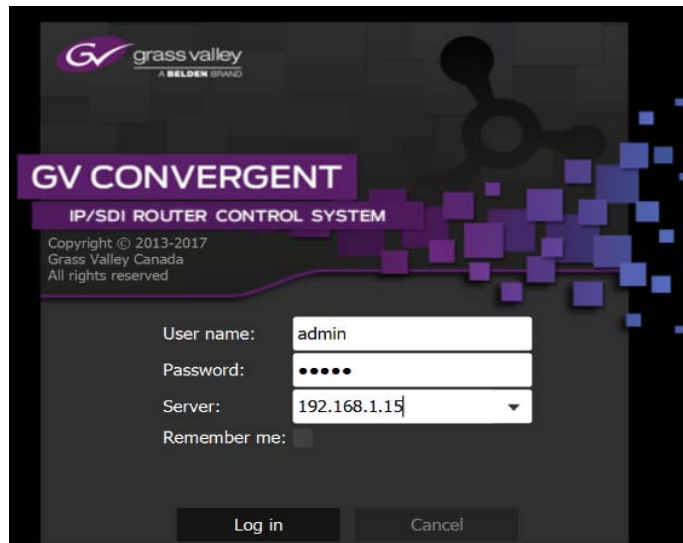 GV grass valley
A BELDEN BRAND
GV CONVERGENT
IP/SDI ROUTER CONTROL SYSTEM
Copyright © 2013-2017
Grass Valley Canada
All rights reserved
User name: admin
Password: •••••
Server: 192.168.1.15
Remember me:
Log in Cancel